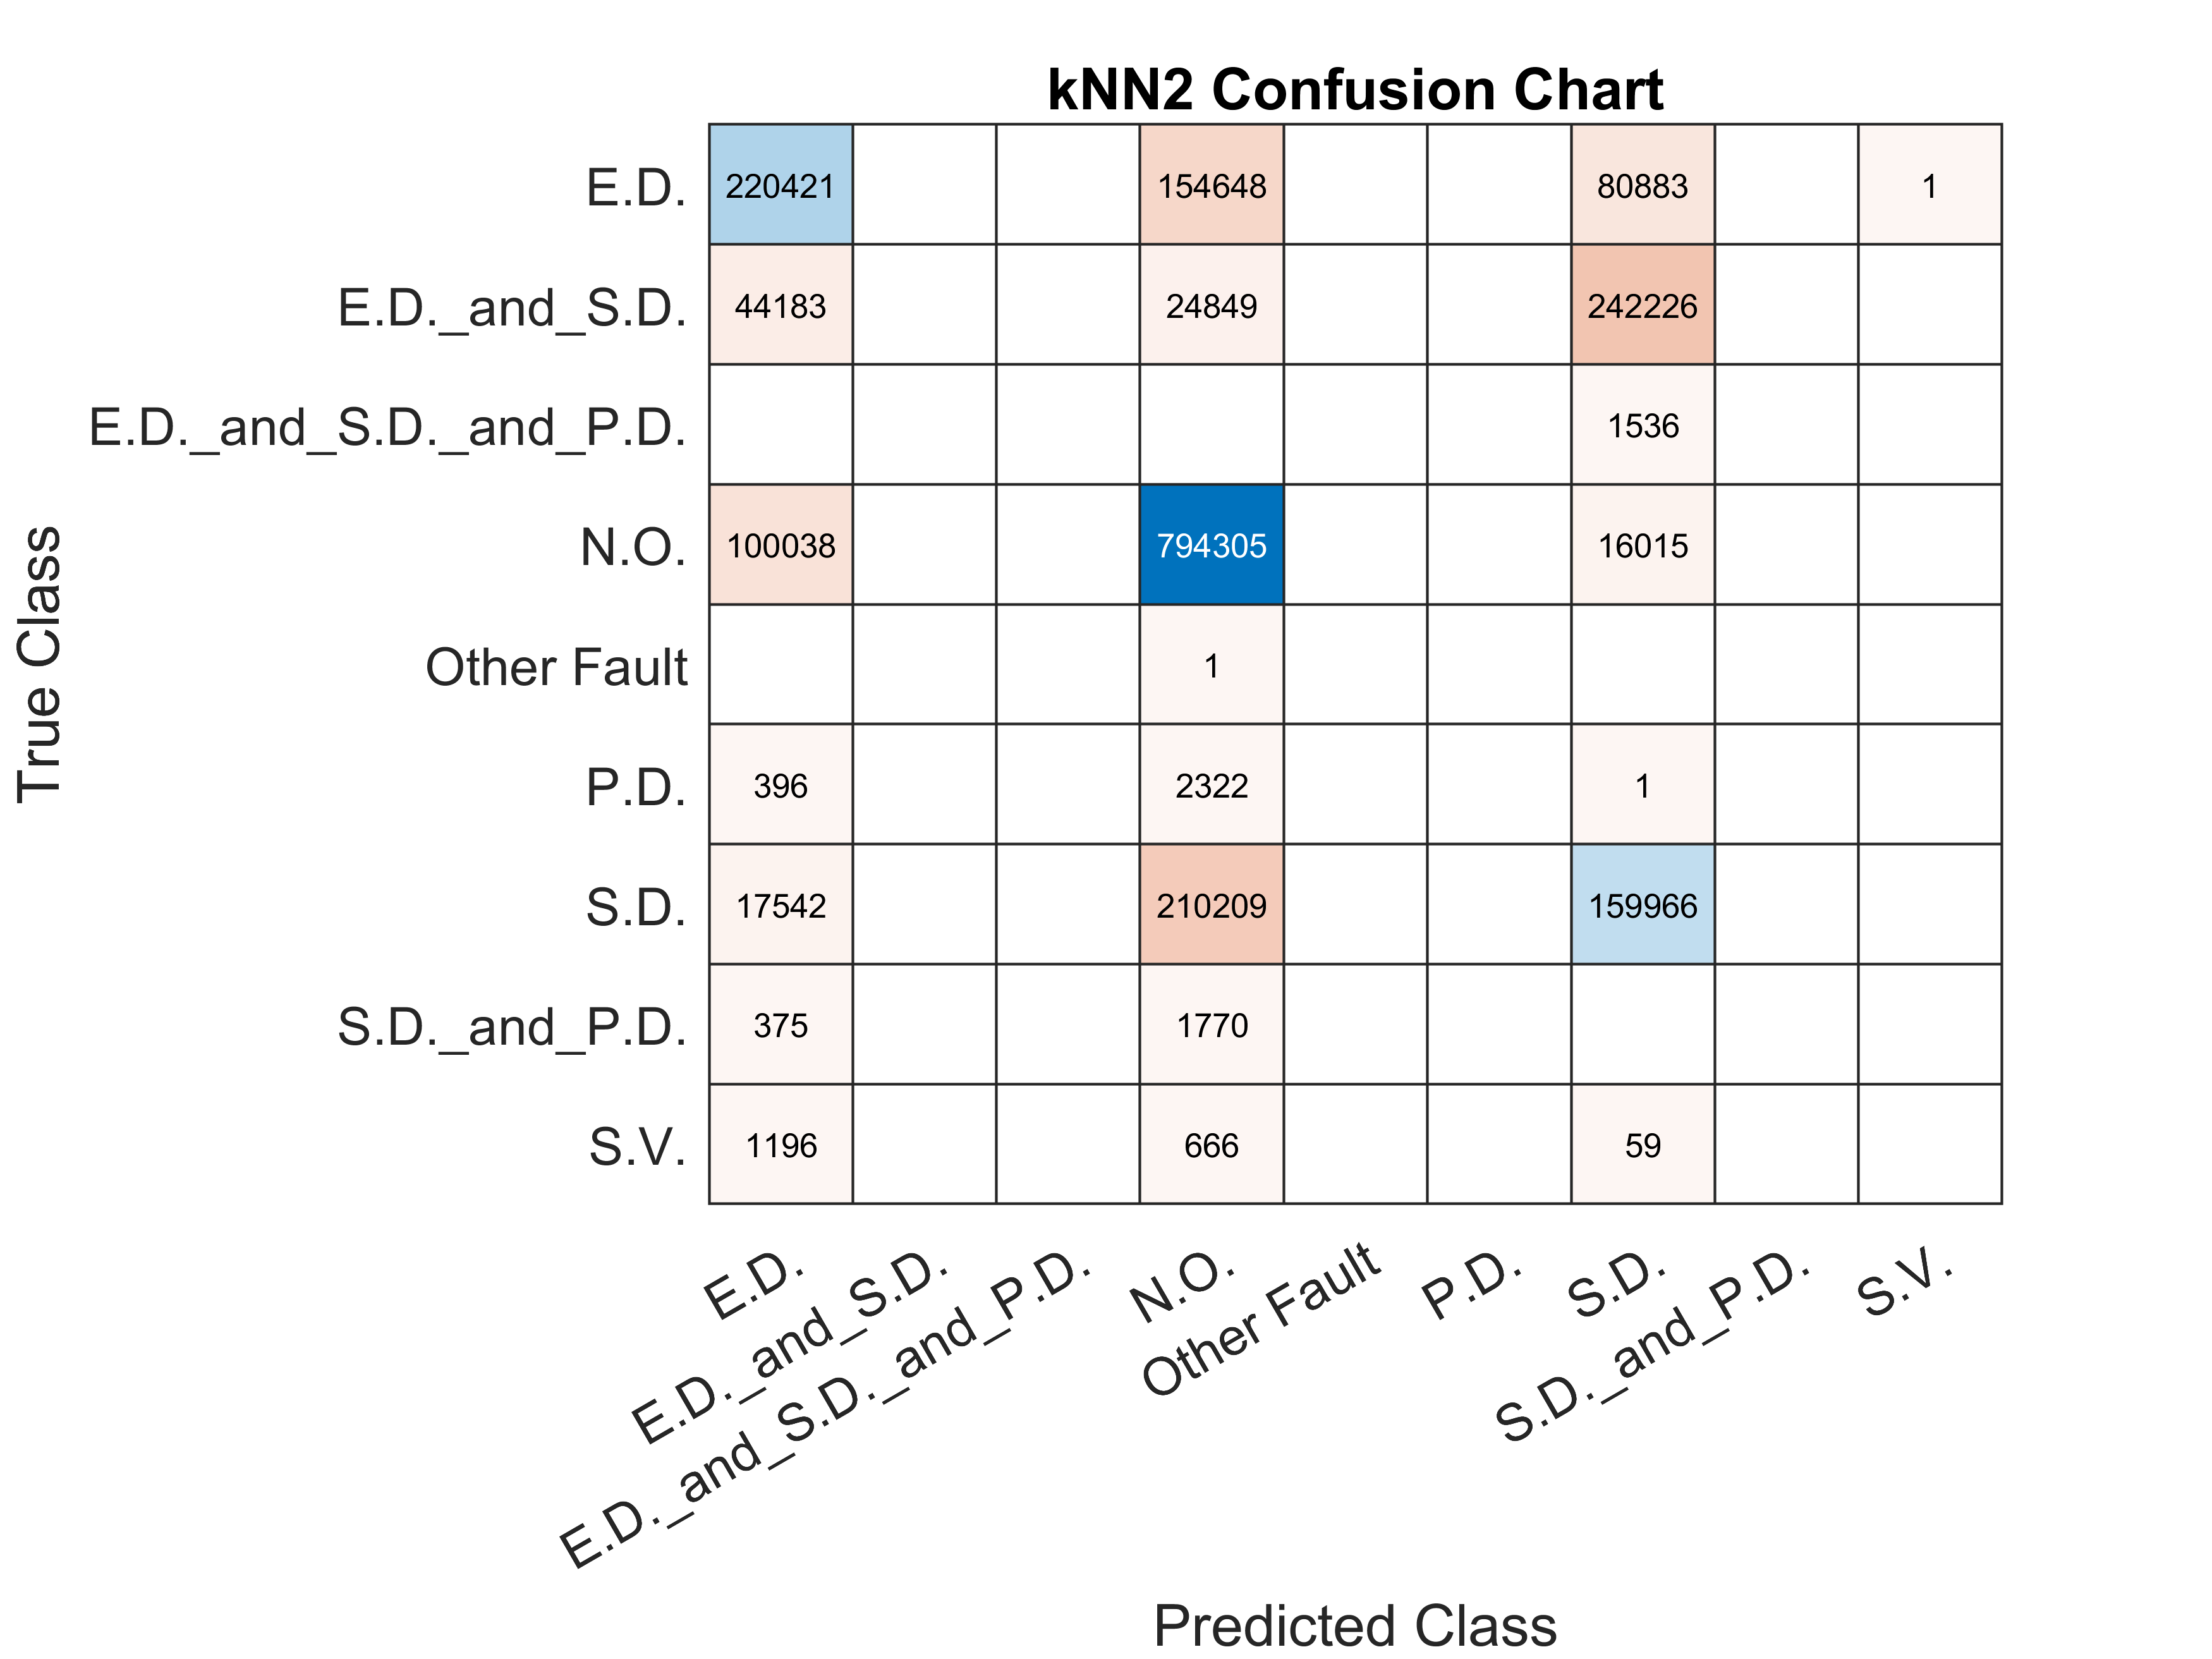 kNN2 Confusion Chart
True Class
E.D. 220421 154648 80883 1
E.D._and_S.D. 44183 24849 242226
E.D._and_S.D._and_P.D. 1536
N.O. 100038 794305 16015
Other Fault 1
P.D. 396 2322 1
S.D. 17542 210209 159966
S.D._and_P.D. 375 1770
S.V. 1196 666 59
E.D.
E.D._and_S.D.
E.D._and_S.D._and_P.D.
N.O.
Other Fault
P.D.
S.D.
S.D._and_P.D.
S.V.
Predicted Class